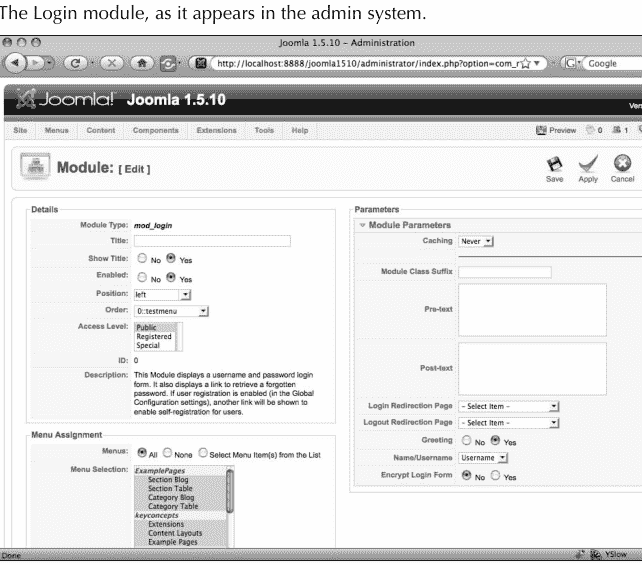 The Login module, as it appears in the admin system.
Joomla 1.5.10 – Administration
http://localhost:8888/joomla1510/administrator/index.php?option=com_r
Google
Joomla! Joomla 1.5.10
Ver
Site Menus Content Components Extensions Tools Help
Preview 0 1
Module: [ Edit ]
Save Apply Cancel
Details
Module Type: mod_login
Title:
Show Title: No Yes
Enabled: No Yes
Position: left
Order: 0::testmenu
Access Level: Public
Registered
Special
ID: 0
Description: This Module displays a username and password login
form. It also displays a link to retrieve a forgotten
password. If user registration is enabled (in the Global
Configuration settings), another link will be shown to
enable self-registration for users.
Menu Assignment
Menus: All None Select Menu Item(s) from the List
Menu Selection: ExamplePages
Section Blog
Section Table
Category Blog
Category Table
keyconcepts
Extensions
Content Layouts
Example Pages
Parameters
Module Parameters
Caching Never
Module Class Suffix
Pre-text
Post-text
Login Redirection Page – Select Item –
Logout Redirection Page – Select Item –
Greeting No Yes
Name/Username Username
Encrypt Login Form No Yes
Done
YSlow